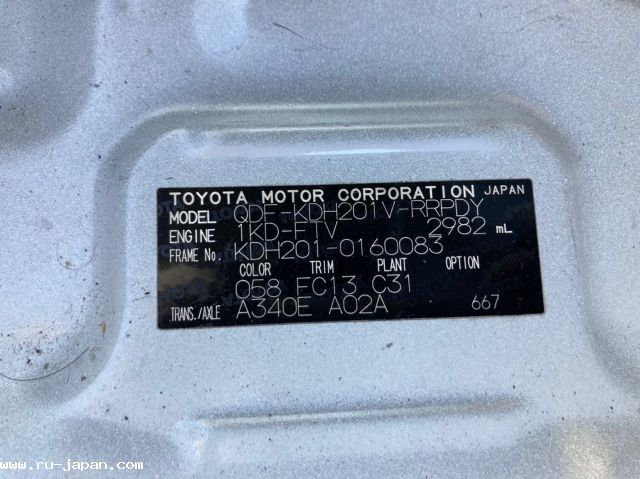 TOYOTA MOTOR CORPORATION JAPAN
MODEL QDF-KDH201V-RRPDY
ENGINE 1KD-FTV 2982 mL
FRAME No. KDH201-0160083
COLOR TRIM PLANT OPTION
058 FC13 C31
TRANS./AXLE A340E A02A 667
www.ru-japan.com